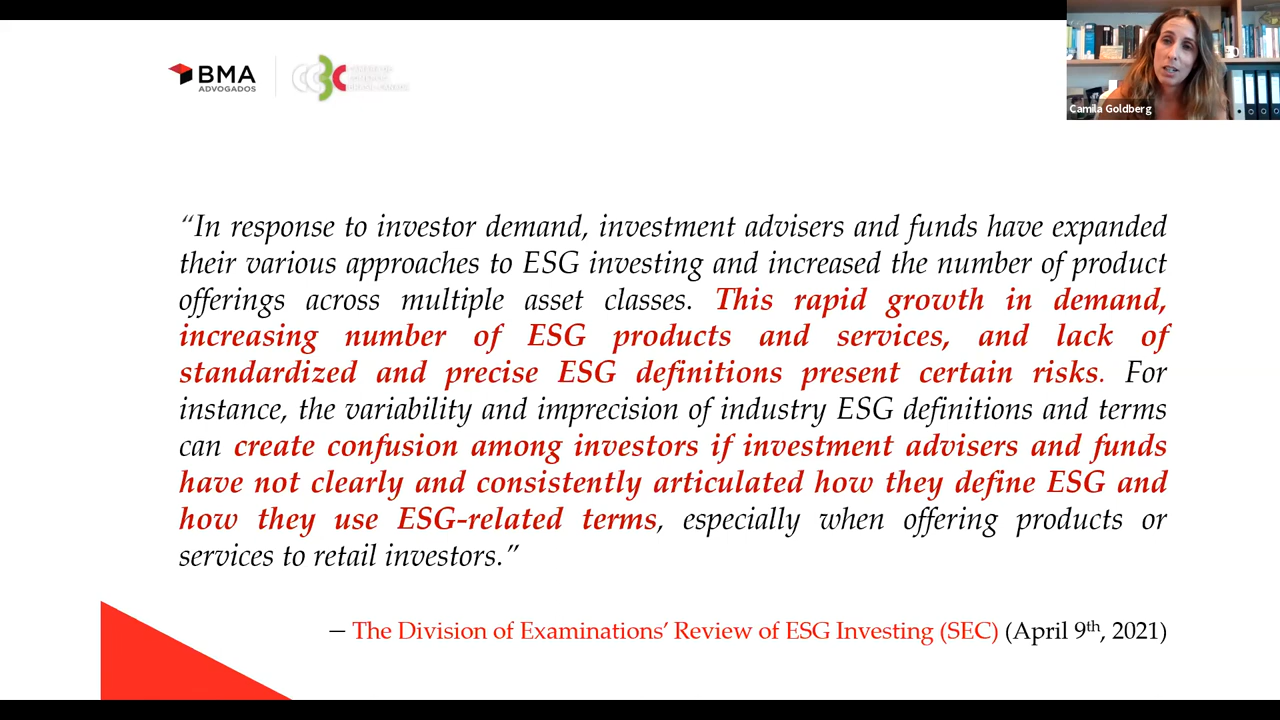 BMA
ADVOGADOS
Camila Goldberg
“In response to investor demand, investment advisers and funds have expanded
their various approaches to ESG investing and increased the number of product
offerings across multiple asset classes. This rapid growth in demand,
increasing number of ESG products and services, and lack of
standardized and precise ESG definitions present certain risks. For
instance, the variability and imprecision of industry ESG definitions and terms
can create confusion among investors if investment advisers and funds
have not clearly and consistently articulated how they define ESG and
how they use ESG-related terms, especially when offering products or
services to retail investors.”
— The Division of Examinations’ Review of ESG Investing (SEC) (April 9th, 2021)